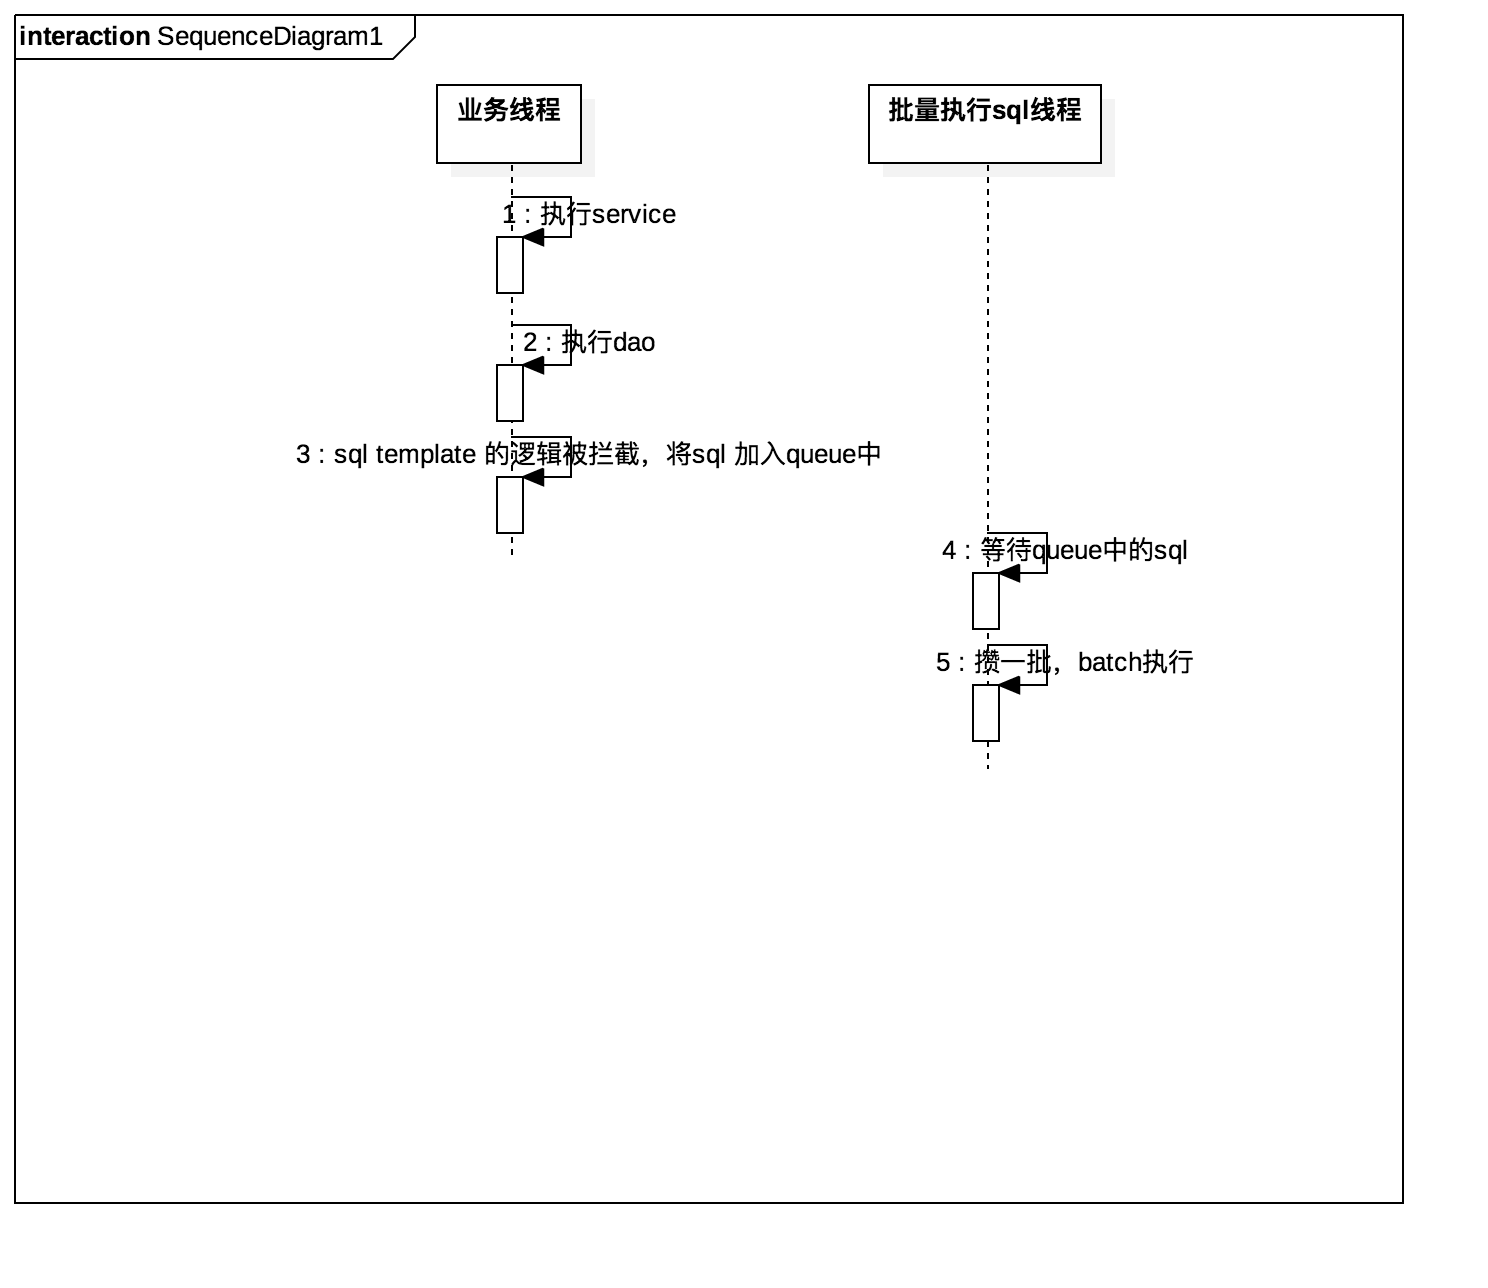 interaction SequenceDiagram1
业务线程
批量执行sql线程
1 : 执行service
2 : 执行dao
3 : sql template 的逻辑被拦截，将sql 加入queue中
4 : 等待queue中的sql
5 : 攒一批，batch执行